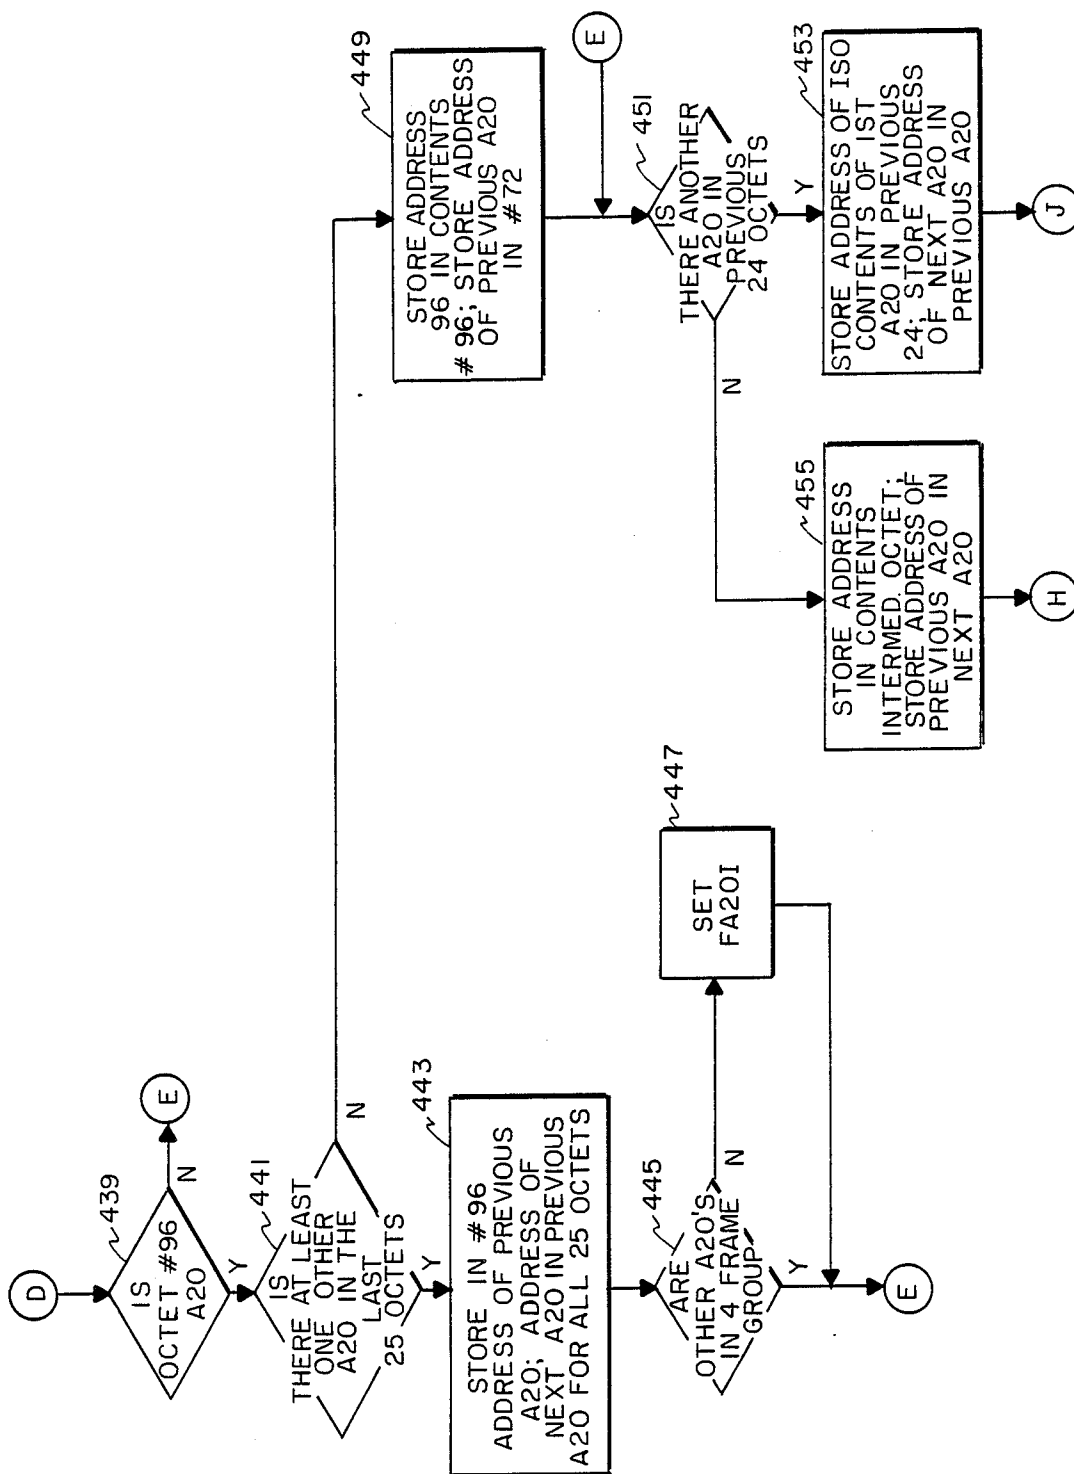 D
439
IS
OCTET #96
A20
N
E
Y
441
IS
THERE AT LEAST
ONE OTHER
A20 IN THE
LAST
25 OCTETS
N
Y
443
STORE IN #96
ADDRESS OF PREVIOUS
A20; ADDRESS OF
NEXT A20 IN PREVIOUS
A20 FOR ALL 25 OCTETS
445
ARE
OTHER A20'S
IN 4 FRAME
GROUP
N
Y
447
SET
FA20I
E
449
STORE ADDRESS
96 IN CONTENTS
#96; STORE ADDRESS
OF PREVIOUS A20
IN #72
E
451
IS
THERE ANOTHER
A20 IN
PREVIOUS
24 OCTETS
N
Y
453
STORE ADDRESS OF ISO
CONTENTS OF IST
A20 IN PREVIOUS
24; STORE ADDRESS
OF NEXT A20 IN
PREVIOUS A20
J
455
STORE ADDRESS
IN CONTENTS
INTERMED. OCTET;
STORE ADDRESS OF
PREVIOUS A20 IN
NEXT A20
H